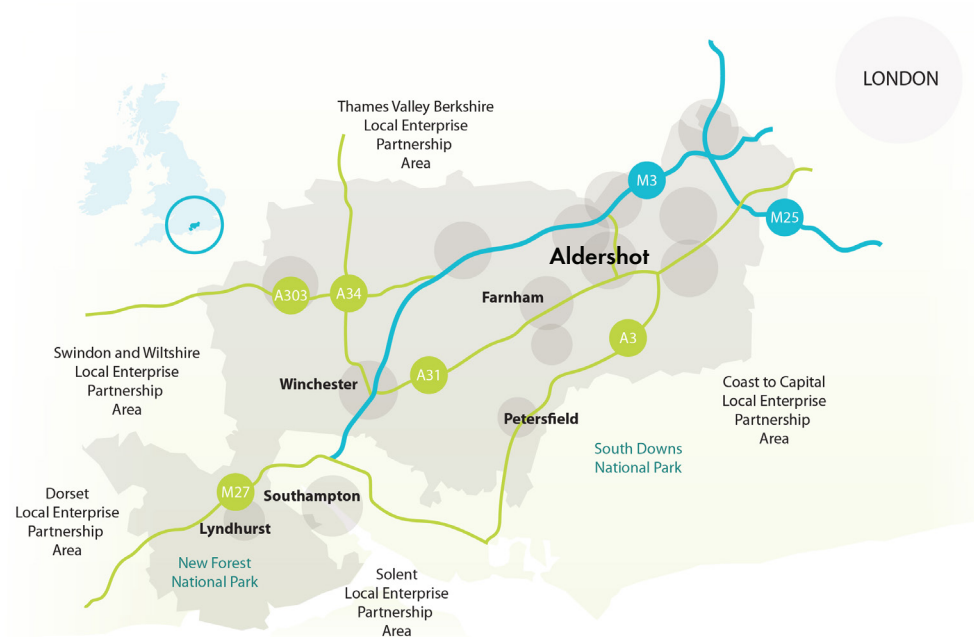 LONDON
Thames Valley Berkshire
Local Enterprise
Partnership
Area
M3
M25
Aldershot
A303
A34
Farnham
A3
Swindon and Wiltshire
Local Enterprise
Partnership
Area
Winchester
A31
Coast to Capital
Local Enterprise
Partnership
Area
Petersfield
South Downs
National Park
M27
Southampton
Dorset
Local Enterprise
Partnership
Area
Lyndhurst
New Forest
National Park
Solent
Local Enterprise
Partnership
Area